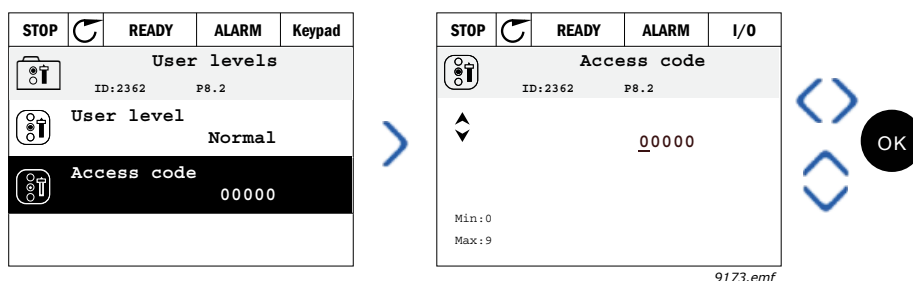 STOP READY ALARM Keypad
User levels
ID:2362 P8.2
User level
Normal
Access code
00000
STOP READY ALARM I/O
Access code
ID:2362 P8.2
00000
Min:0
Max:9
OK
9173.emf